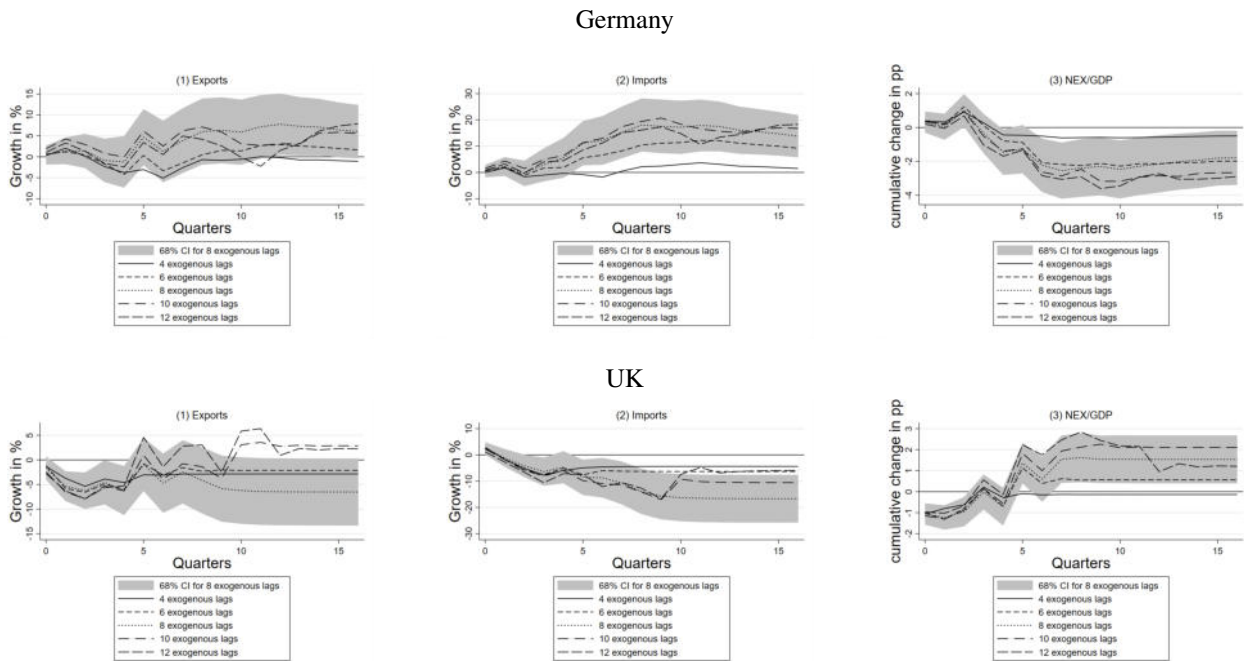 Germany
(1) Exports
(2) Imports
(3) NEX/GDP
Growth in %
-10 -5 0 5 10 15
0 5 10 15
Quarters
Growth in %
-10 0 10 20 30
0 5 10 15
Quarters
cumulative change in pp
-4 -2 0 2
0 5 10 15
Quarters
68% CI for 8 exogenous lags
4 exogenous lags
6 exogenous lags
8 exogenous lags
10 exogenous lags
12 exogenous lags
68% CI for 8 exogenous lags
4 exogenous lags
6 exogenous lags
8 exogenous lags
10 exogenous lags
12 exogenous lags
68% CI for 8 exogenous lags
4 exogenous lags
6 exogenous lags
8 exogenous lags
10 exogenous lags
12 exogenous lags
UK
(1) Exports
(2) Imports
(3) NEX/GDP
Growth in %
-15 -10 -5 0 5
0 5 10 15
Quarters
Growth in %
-30 -20 -10 0 10
0 5 10 15
Quarters
cumulative change in pp
-2 -1 0 1 2 3
0 5 10 15
Quarters
68% CI for 8 exogenous lags
4 exogenous lags
6 exogenous lags
8 exogenous lags
10 exogenous lags
12 exogenous lags
68% CI for 8 exogenous lags
4 exogenous lags
6 exogenous lags
8 exogenous lags
10 exogenous lags
12 exogenous lags
68% CI for 8 exogenous lags
4 exogenous lags
6 exogenous lags
8 exogenous lags
10 exogenous lags
12 exogenous lags